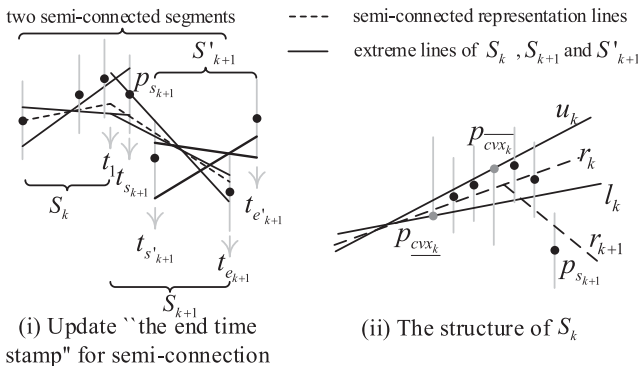 two semi-connected segments
semi-connected representation lines
extreme lines of S_k , S_{k+1} and S'_{k+1}
S'_{k+1}
p_{s_{k+1}}
t_1 t_{s_{k+1}}
S_k
t_{s'_{k+1}}
t_{e'_{k+1}}
t_{e_{k+1}}
S_{k+1}
(i) Update ``the end time
stamp" for semi-connection
u_k
p_{\overline{cvx_k}}
r_k
l_k
p_{\underline{cvx_k}}
r_{k+1}
p_{s_{k+1}}
(ii) The structure of S_k